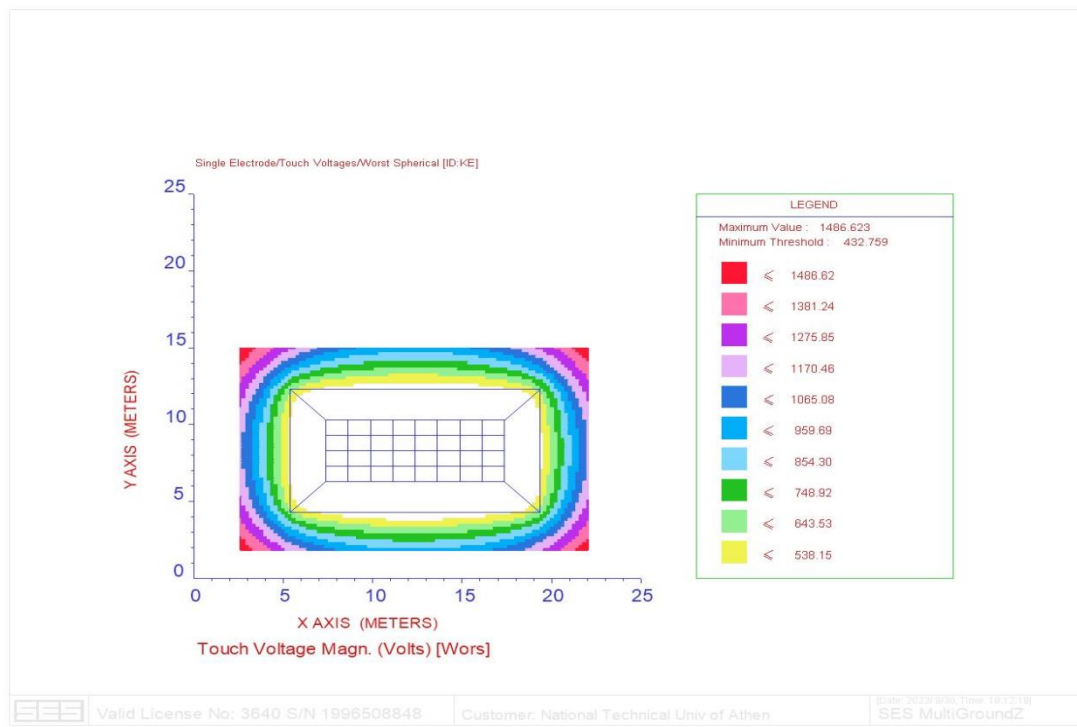 Single Electrode/Touch Voltages/Worst Spherical [ID:KE]
25
20
15
10
5
0
Y AXIS (METERS)
0 5 10 15 20 25
X AXIS (METERS)
Touch Voltage Magn. (Volts) [Wors]
LEGEND
Maximum Value : 1486.623
Minimum Threshold : 432.759
⩽ 1486.62
⩽ 1381.24
⩽ 1275.85
⩽ 1170.46
⩽ 1065.08
⩽ 959.69
⩽ 854.30
⩽ 748.92
⩽ 643.53
⩽ 538.15
SES
Valid License No: 3640 S/N 1996508848
Customer: National Technical Univ of Athen
SES MultiGroundZ